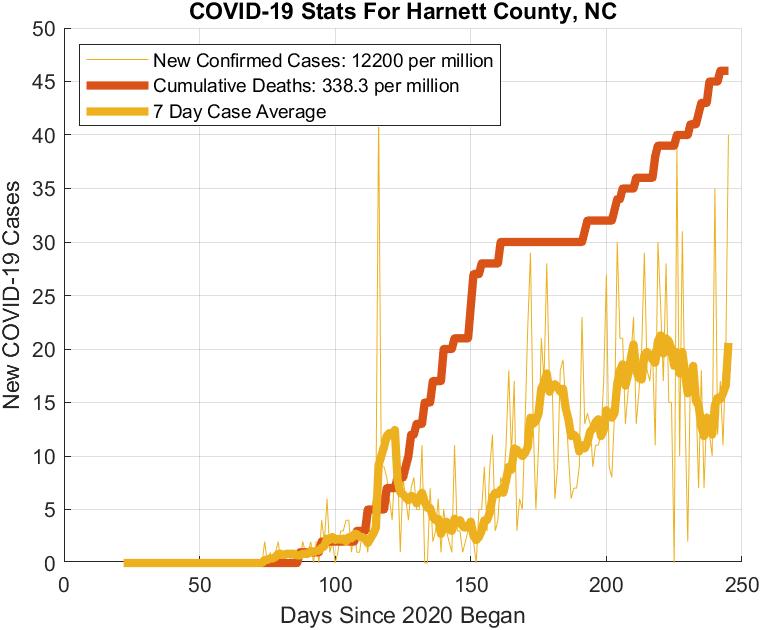 COVID-19 Stats For Harnett County, NC
New Confirmed Cases: 12200 per million
Cumulative Deaths: 338.3 per million
7 Day Case Average
New COVID-19 Cases
50
45
40
35
30
25
20
15
10
5
0
0 50 100 150 200 250
Days Since 2020 Began